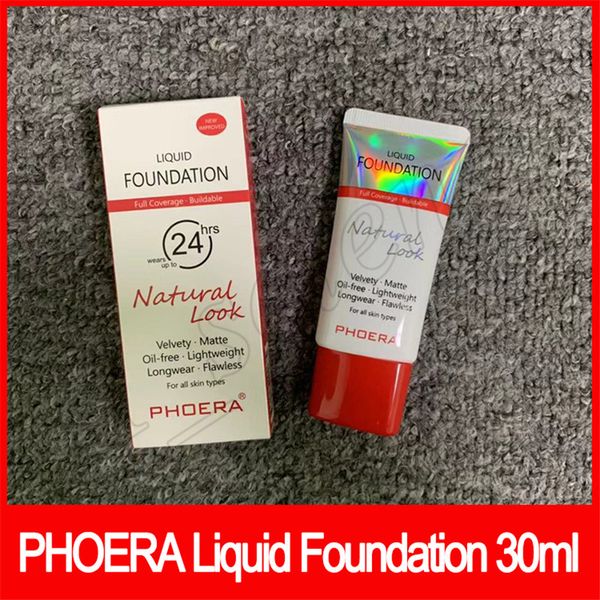 NEW
IMPROVED
LIQUID
FOUNDATION
Full Coverage · Buildable
wears
up to
24 hrs
Natural
Look
Velvety · Matte
Oil-free · Lightweight
Longwear · Flawless
For all skin types
PHOERA®
LIQUID
FOUNDATION
Full Coverage · Buildable
Natural
Look
Velvety · Matte
Oil-free · Lightweight
Longwear · Flawless
For all skin types
PHOERA
PHOERA Liquid Foundation 30ml